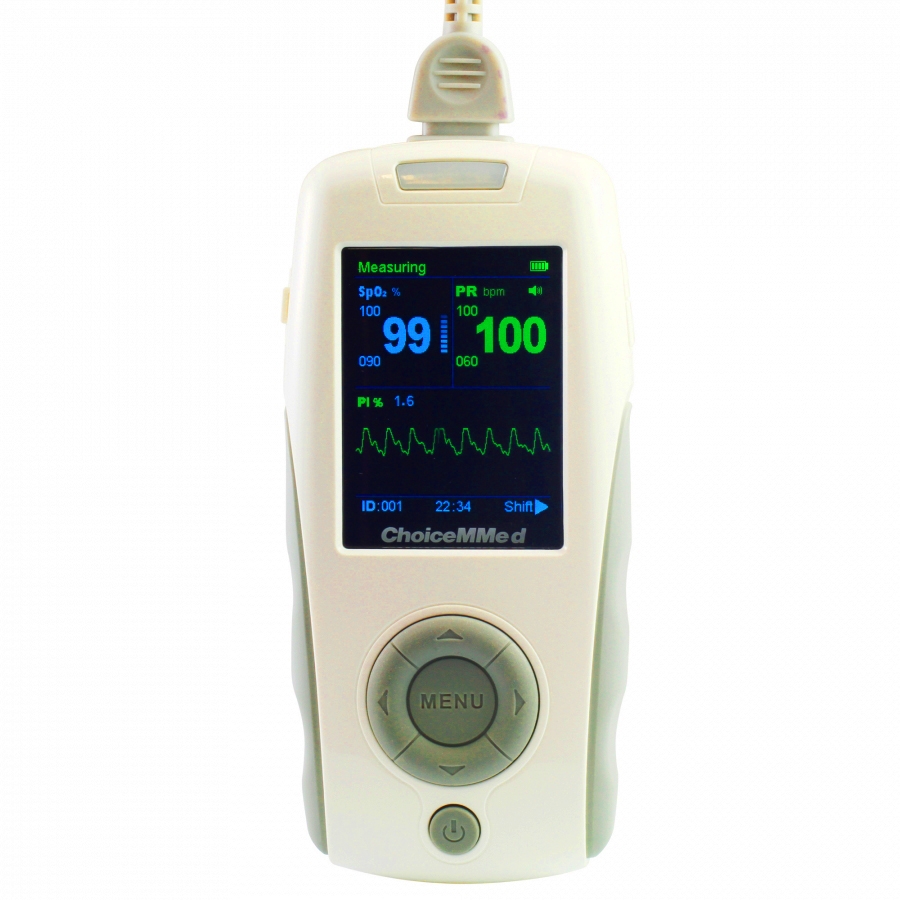 Measuring
SpO₂ % PR bpm
100 100
99 100
090 060
PI % 1.6
ID:001 22:34 Shift
ChoiceMMed
MENU